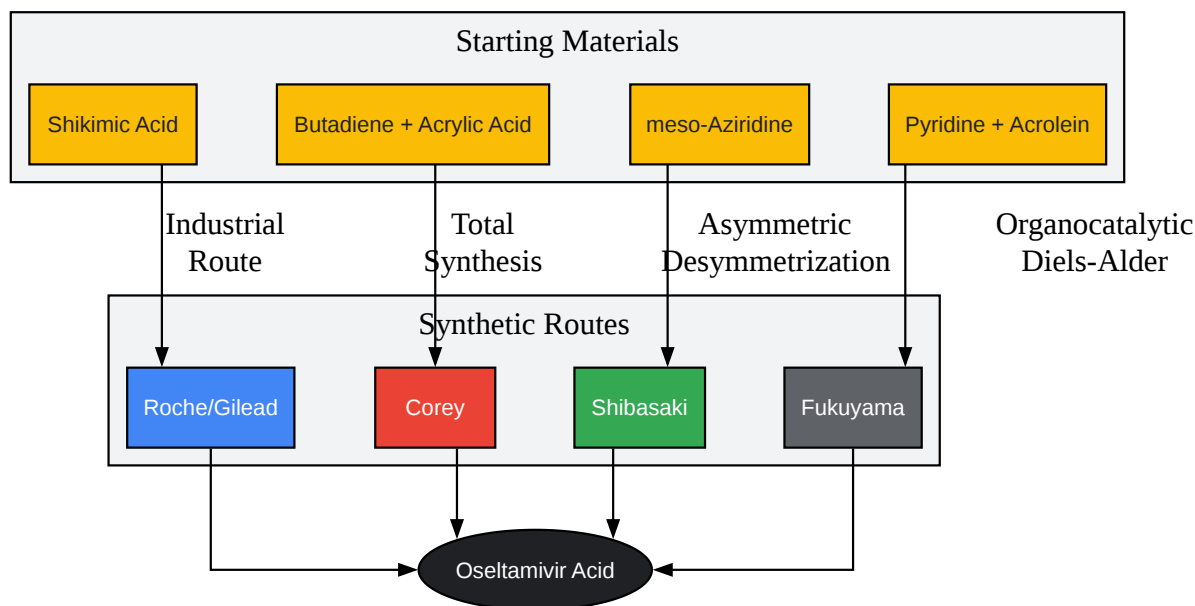 Starting Materials
Shikimic Acid
Butadiene + Acrylic Acid
meso-Aziridine
Pyridine + Acrolein
Industrial
Route
Total
Synthesis
Asymmetric
Desymmetrization
Organocatalytic
Diels-Alder
Synthetic Routes
Roche/Gilead
Corey
Shibasaki
Fukuyama
Oseltamivir Acid